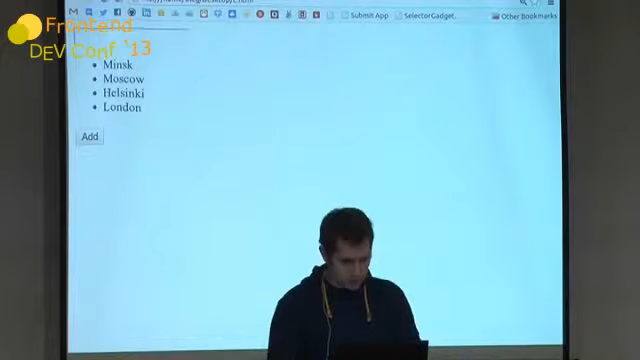 Frontend
DEV Conf '13
Submit App
SelectorGadget
Other Bookmarks
Minsk
Moscow
Helsinki
London
Add